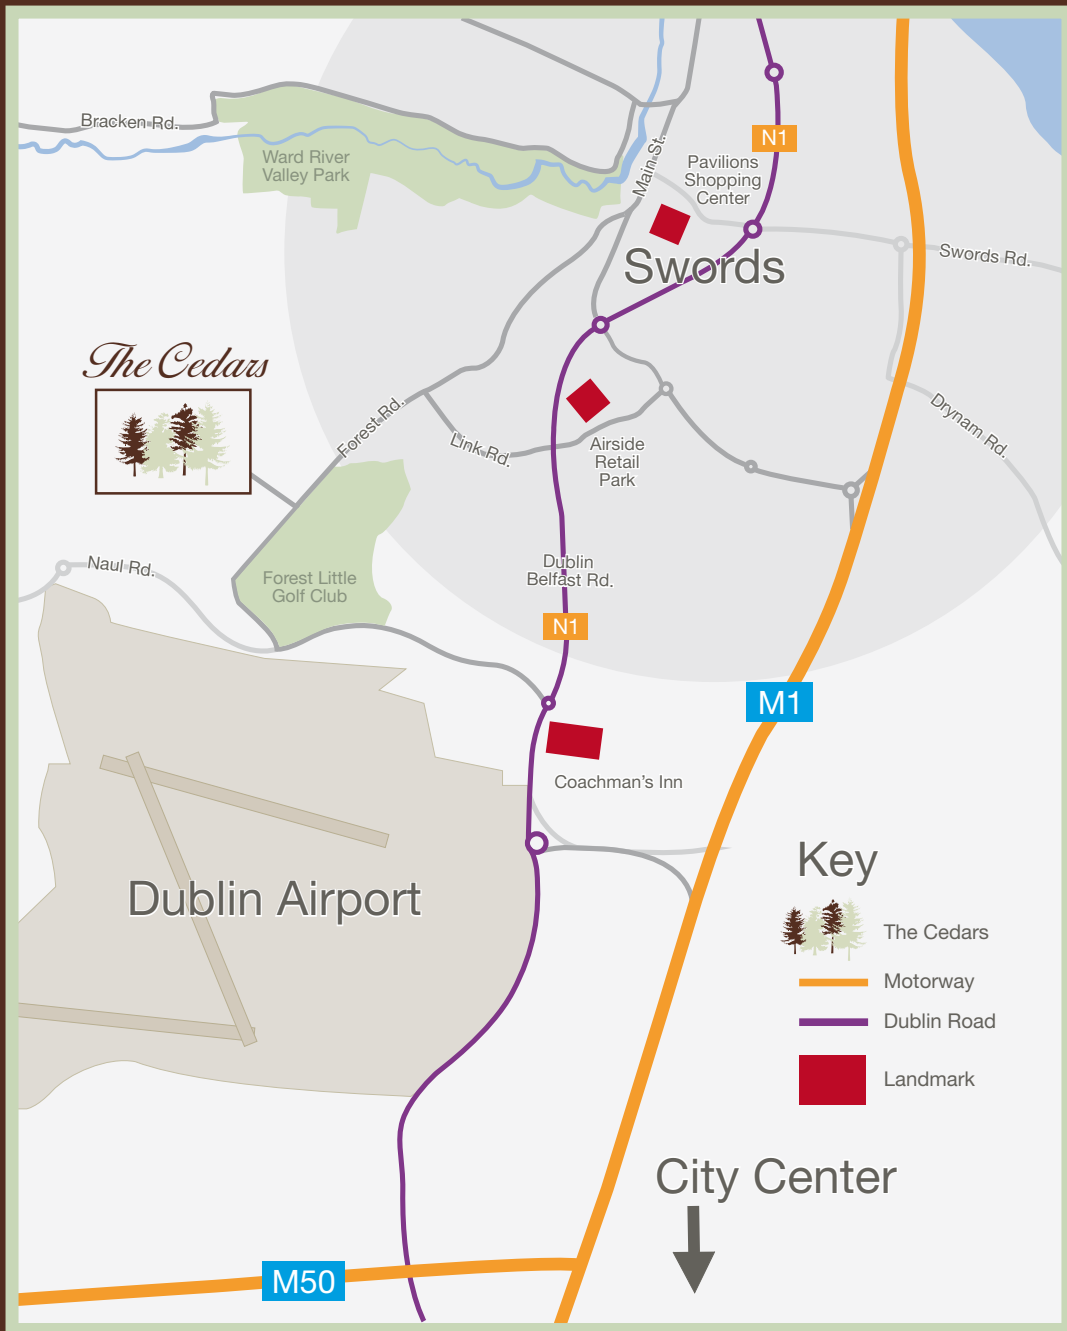 Bracken Rd.
Ward River
Valley Park
Main St.
N1
Pavilions
Shopping
Center
Swords
Swords Rd.
The Cedars
Forest Rd.
Link Rd.
Airside
Retail
Park
Drynam Rd.
Naul Rd.
Forest Little
Golf Club
Dublin
Belfast Rd.
N1
M1
Coachman's Inn
Dublin Airport
Key
The Cedars
Motorway
Dublin Road
Landmark
City Center
M50